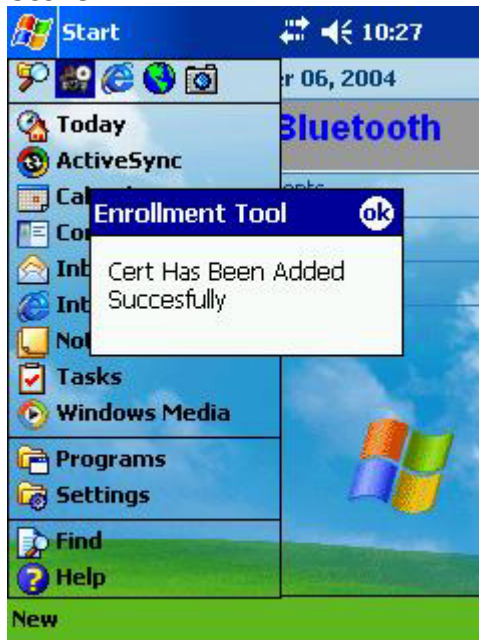 Start 10:27
r 06, 2004
Today
Bluetooth
ActiveSync
Enrollment Tool ok
Cert Has Been Added
Succesfully
Tasks
Windows Media
Programs
Settings
Find
Help
New